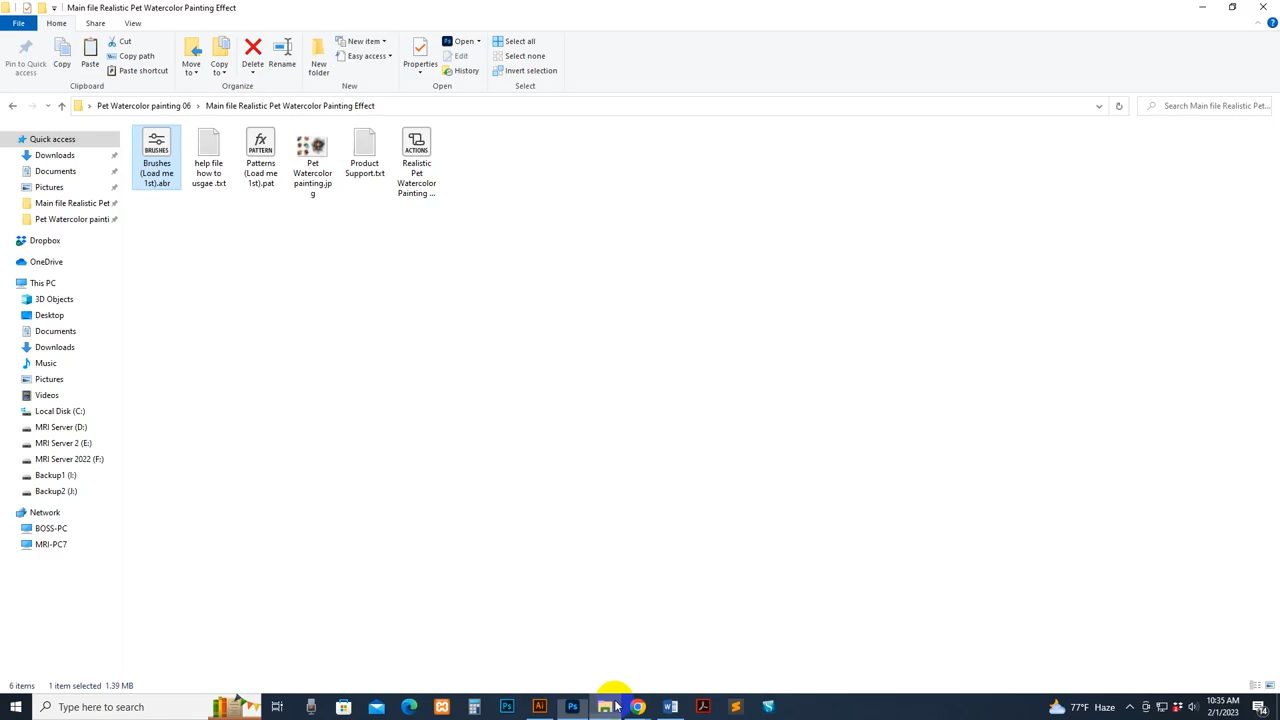 Main file Realistic Pet Watercolor Painting Effect
File
Home
Share
View
Pin to Quick
access
Copy
Paste
Cut
Copy path
Paste shortcut
Clipboard
Move
to
Copy
to
Delete
Rename
Organize
New
folder
New item
Easy access
New
Properties
Open
Edit
History
Open
Select all
Select none
Invert selection
Select
Pet Watercolor painting 06
Main file Realistic Pet Watercolor Painting Effect
Search Main file Realistic Pet...
Quick access
Downloads
Documents
Pictures
Main file Realistic Pet
Pet Watercolor painti
Dropbox
OneDrive
This PC
3D Objects
Desktop
Documents
Downloads
Music
Pictures
Videos
Local Disk (C:)
MRI Server (D:)
MRI Server 2 (E:)
MRI Server 2022 (F:)
Backup1 (I:)
Backup2 (J:)
Network
BOSS-PC
MRI-PC7
BRUSHES
Brushes
(Load me
1st).abr
help file
how to
usgae .txt
fx
PATTERN
Patterns
(Load me
1st).pat
Pet
Watercolor
painting.jp
g
Product
Support.txt
ACTIONS
Realistic
Pet
Watercolor
Painting ...
6 items
1 item selected 1.39 MB
Type here to search
Ps
Ai
Ps
77°F Haze
10:35 AM
2/1/2023
14